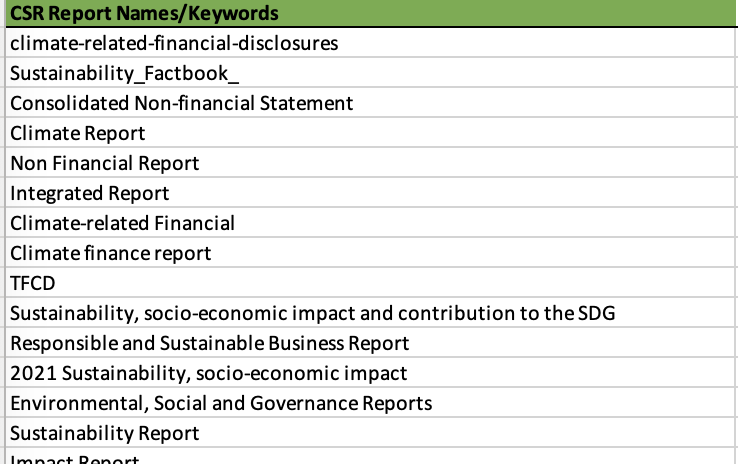 CSR Report Names/Keywords
climate-related-financial-disclosures
Sustainability_Factbook_
Consolidated Non-financial Statement
Climate Report
Non Financial Report
Integrated Report
Climate-related Financial
Climate finance report
TFCD
Sustainability, socio-economic impact and contribution to the SDG
Responsible and Sustainable Business Report
2021 Sustainability, socio-economic impact
Environmental, Social and Governance Reports
Sustainability Report
Impact Report